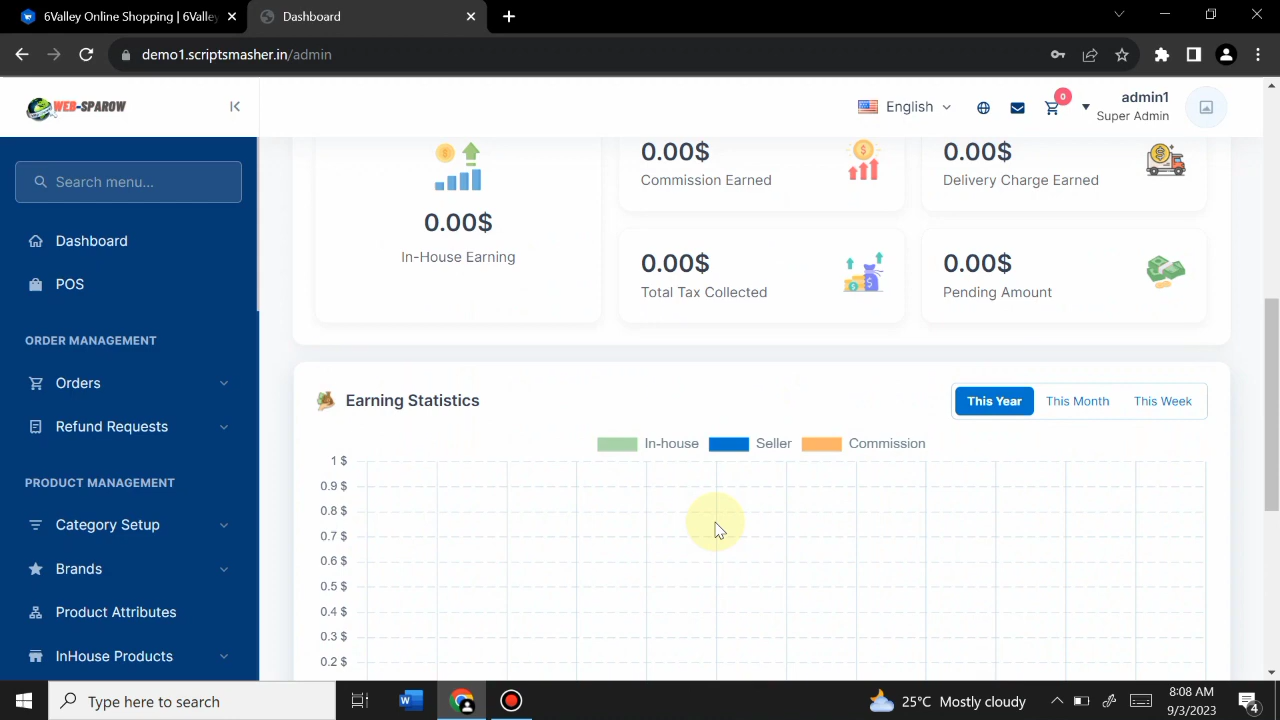 6Valley Online Shopping | 6Valley
Dashboard
demo1.scriptsmasher.in/admin
WEB-SPAROW
English
0
admin1
Super Admin
Search menu...
Dashboard
POS
ORDER MANAGEMENT
Orders
Refund Requests
PRODUCT MANAGEMENT
Category Setup
Brands
Product Attributes
InHouse Products
0.00$
In-House Earning
0.00$
Commission Earned
0.00$
Delivery Charge Earned
0.00$
Total Tax Collected
0.00$
Pending Amount
Earning Statistics
This Year This Month This Week
In-house Seller Commission
1 $
0.9 $
0.8 $
0.7 $
0.6 $
0.5 $
0.4 $
0.3 $
0.2 $
Type here to search
25°C Mostly cloudy
8:08 AM
9/3/2023
4